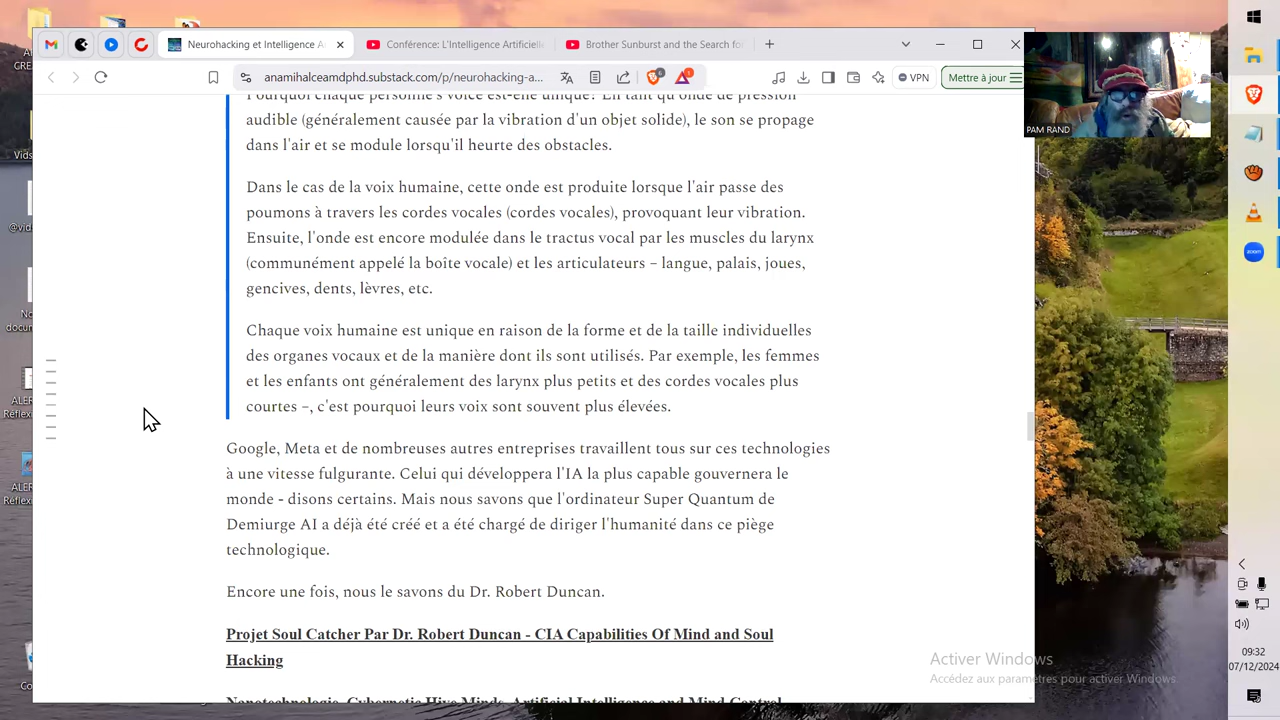 Neurohacking et Intelligence A
Conférence: L'Intelligence Artificielle
Brother Sunburst and the Search fo
anamihalceamdphd.substack.com/p/neurohacking-a...
6
1
VPN
Mettre à jour
PAM RAND
audible (généralement causée par la vibration d'un objet solide), le son se propage
dans l'air et se module lorsqu'il heurte des obstacles.
Dans le cas de la voix humaine, cette onde est produite lorsque l'air passe des
poumons à travers les cordes vocales (cordes vocales), provoquant leur vibration.
Ensuite, l'onde est encore modulée dans le tractus vocal par les muscles du larynx
(communément appelé la boîte vocale) et les articulateurs – langue, palais, joues,
gencives, dents, lèvres, etc.
Chaque voix humaine est unique en raison de la forme et de la taille individuelles
des organes vocaux et de la manière dont ils sont utilisés. Par exemple, les femmes
et les enfants ont généralement des larynx plus petits et des cordes vocales plus
courtes –, c'est pourquoi leurs voix sont souvent plus élevées.
Google, Meta et de nombreuses autres entreprises travaillent tous sur ces technologies
à une vitesse fulgurante. Celui qui développera l'IA la plus capable gouvernera le
monde - disons certains. Mais nous savons que l'ordinateur Super Quantum de
Demiurge AI a déjà été créé et a été chargé de diriger l'humanité dans ce piège
technologique.
Encore une fois, nous le savons du Dr. Robert Duncan.
Projet Soul Catcher Par Dr. Robert Duncan - CIA Capabilities Of Mind and Soul
Hacking
Activer Windows
Accédez aux paramètres pour activer Windows.
zoom
09:32
07/12/2024